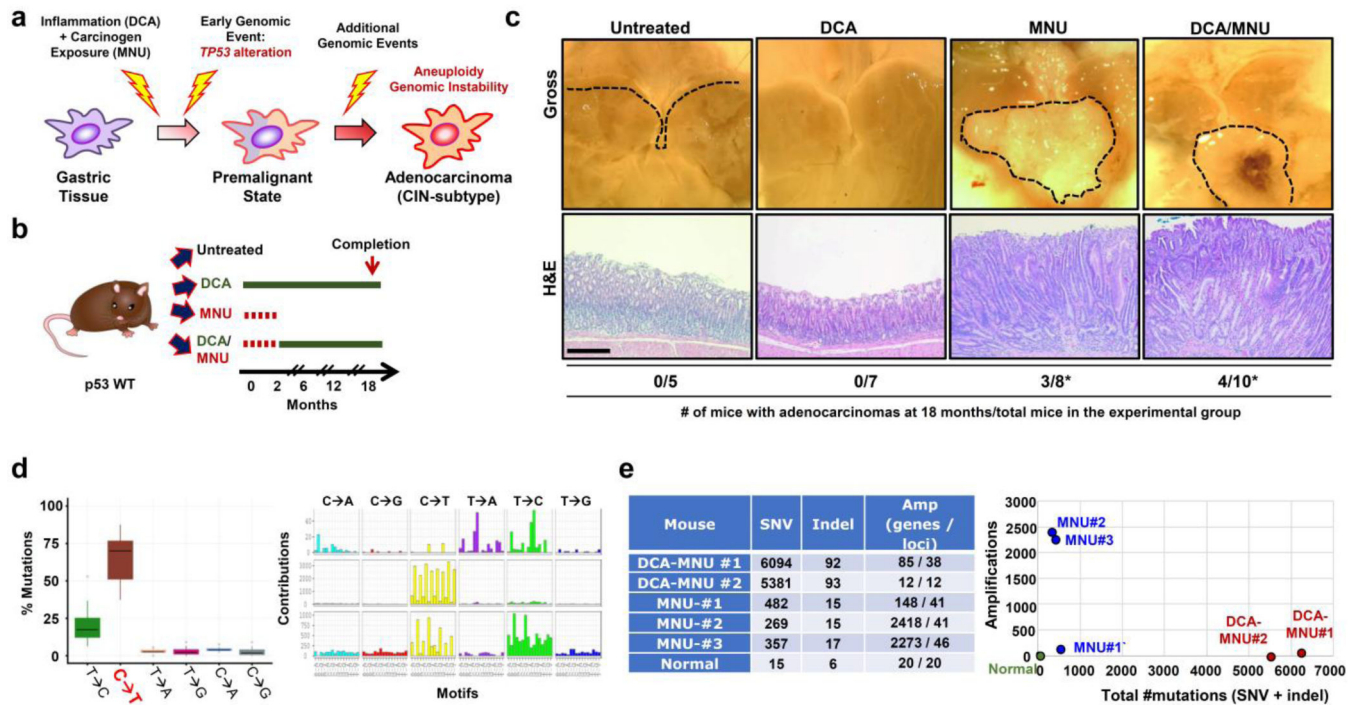 a
Inflammation (DCA)
+ Carcinogen
Exposure (MNU)
Early Genomic
Event:
TP53 alteration
Additional
Genomic Events
Aneuploidy
Genomic Instability
Gastric
Tissue
Premalignant
State
Adenocarcinoma
(CIN-subtype)
b
Untreated
DCA
MNU
DCA/
MNU
Completion
p53 WT
0 2 6 12 18
Months
c
Untreated DCA MNU DCA/MNU
Gross
H&E
0/5 0/7 3/8* 4/10*
# of mice with adenocarcinomas at 18 months/total mice in the experimental group
d
% Mutations
75
50
25
0
T→C C→T T→A T→G C→A C→G
C→A C→G C→T T→A T→C T→G
Contributions
40
20
0
Motifs
e
Mouse SNV Indel Amp (genes / loci)
DCA-MNU #1 6094 92 85 / 38
DCA-MNU #2 5381 93 12 / 12
MNU-#1 482 15 148 / 41
MNU-#2 269 15 2418 / 41
MNU-#3 357 17 2273 / 46
Normal 15 6 20 / 20
Amplifications
3000
2500
2000
1500
1000
500
0
MNU#2
MNU#3
MNU#1`
DCA-
MNU#2
DCA-
MNU#1
Normal
0 1000 2000 3000 4000 5000 6000 7000
Total #mutations (SNV + indel)